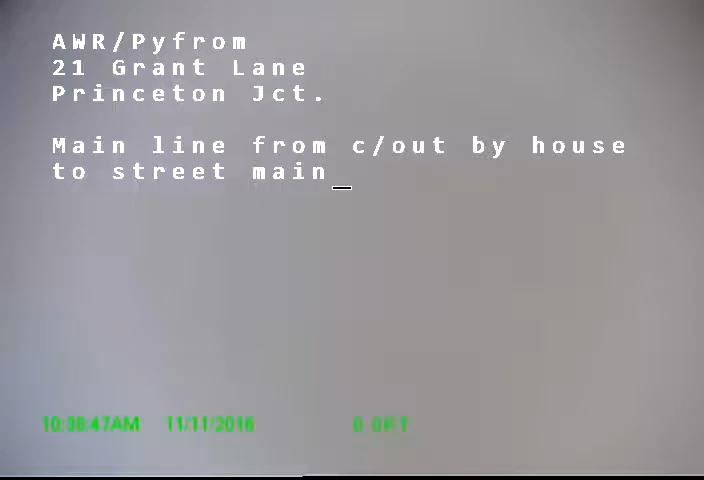 AWR/Pyfrom
21 Grant Lane
Princeton Jct.
Main line from c/out by house
to street main_
10:38:47AM 11/11/2016 0.0FT